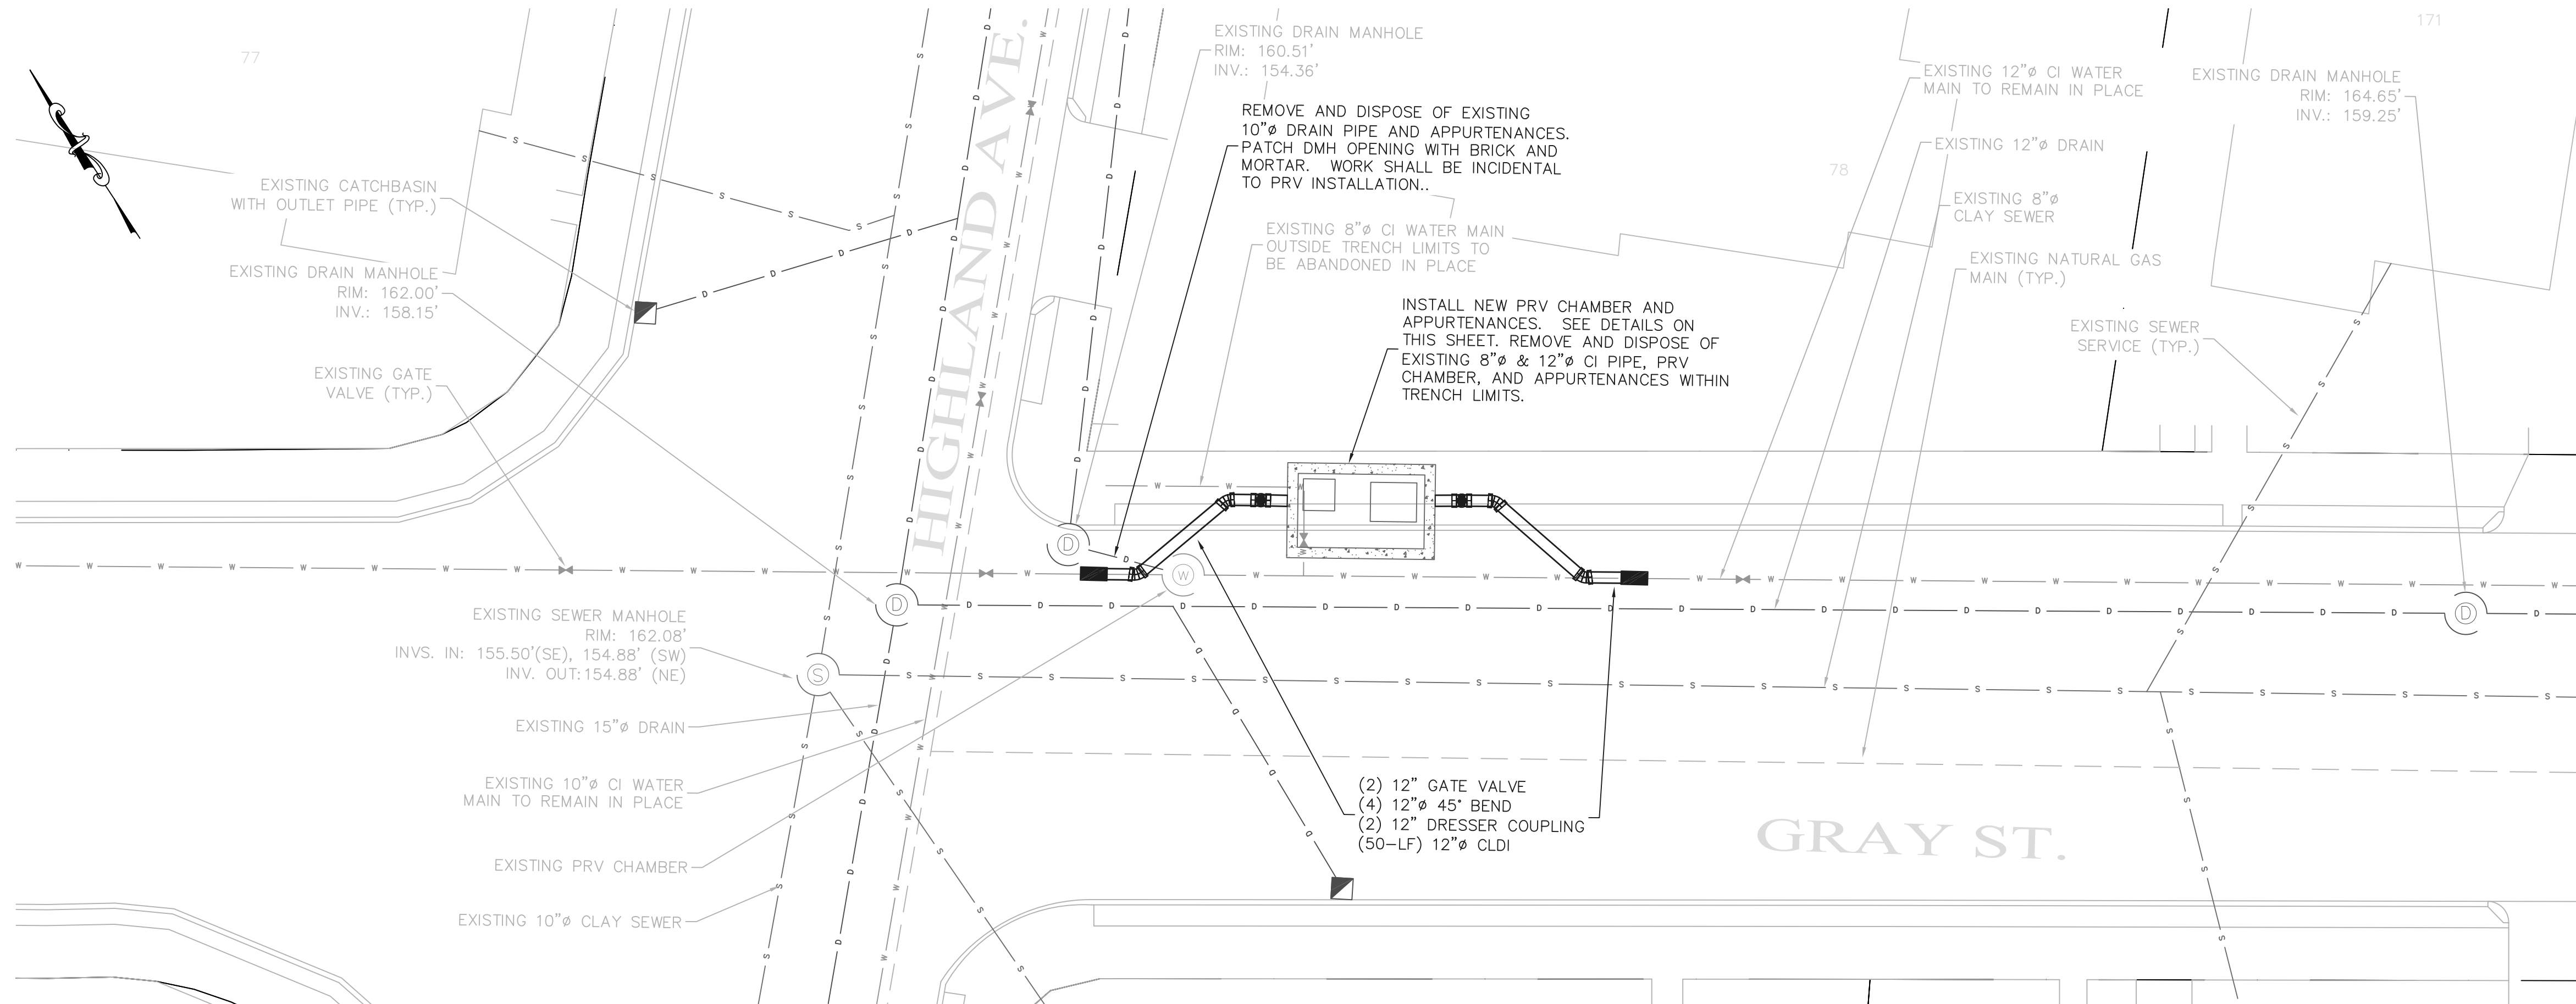 77
171
HIGHLAND AVE.
EXISTING DRAIN MANHOLE
RIM: 160.51'
INV.: 154.36'
REMOVE AND DISPOSE OF EXISTING
10"ø DRAIN PIPE AND APPURTENANCES.
PATCH DMH OPENING WITH BRICK AND
MORTAR. WORK SHALL BE INCIDENTAL
TO PRV INSTALLATION..
EXISTING 12"ø CI WATER
MAIN TO REMAIN IN PLACE
EXISTING DRAIN MANHOLE
RIM: 164.65'
INV.: 159.25'
EXISTING 12"ø DRAIN
78
EXISTING CATCHBASIN
WITH OUTLET PIPE (TYP.)
EXISTING 8"ø
CLAY SEWER
EXISTING 8"ø CI WATER MAIN
OUTSIDE TRENCH LIMITS TO
BE ABANDONED IN PLACE
EXISTING DRAIN MANHOLE
RIM: 162.00'
INV.: 158.15'
EXISTING NATURAL GAS
MAIN (TYP.)
INSTALL NEW PRV CHAMBER AND
APPURTENANCES. SEE DETAILS ON
THIS SHEET. REMOVE AND DISPOSE OF
EXISTING 8"ø & 12"ø CI PIPE, PRV
CHAMBER, AND APPURTENANCES WITHIN
TRENCH LIMITS.
EXISTING SEWER
SERVICE (TYP.)
EXISTING GATE
VALVE (TYP.)
D
W
D
D
S
EXISTING SEWER MANHOLE
RIM: 162.08'
INVS. IN: 155.50'(SE), 154.88' (SW)
INV. OUT:154.88' (NE)
EXISTING 15"ø DRAIN
EXISTING 10"ø CI WATER
MAIN TO REMAIN IN PLACE
EXISTING PRV CHAMBER
EXISTING 10"ø CLAY SEWER
(2) 12" GATE VALVE
(4) 12"ø 45° BEND
(2) 12" DRESSER COUPLING
(50-LF) 12"ø CLDI
GRAY ST.